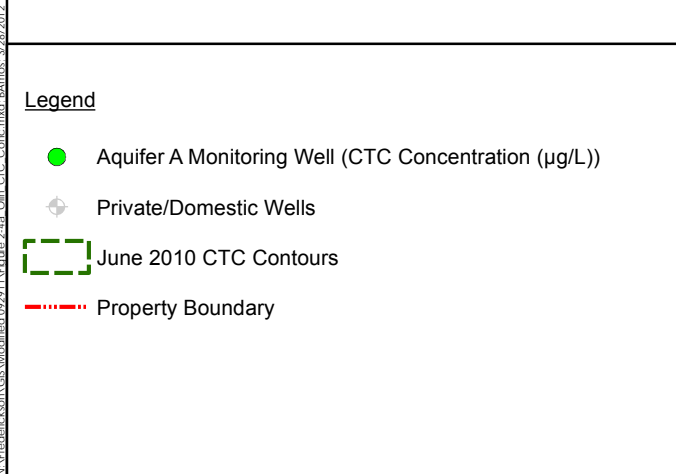 Legend
Aquifer A Monitoring Well (CTC Concentration (µg/L))
Private/Domestic Wells
June 2010 CTC Contours
Property Boundary